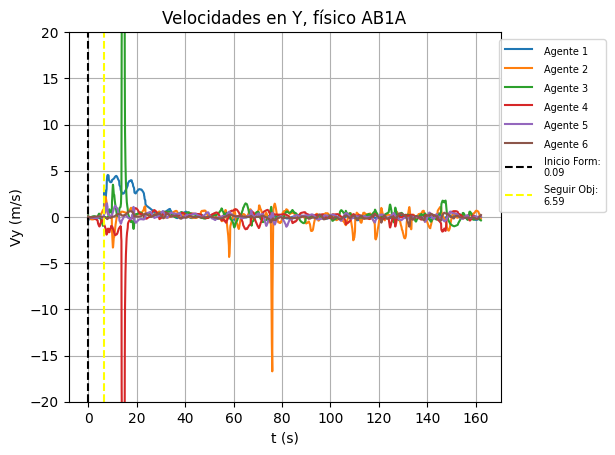 Velocidades en Y, físico AB1A
Vy (m/s)
20
15
10
5
0
−5
−10
−15
−20
0
20
40
60
80
100
120
140
160
t (s)
Agente 1
Agente 2
Agente 3
Agente 4
Agente 5
Agente 6
Inicio Form:
0.09
Seguir Obj:
6.59